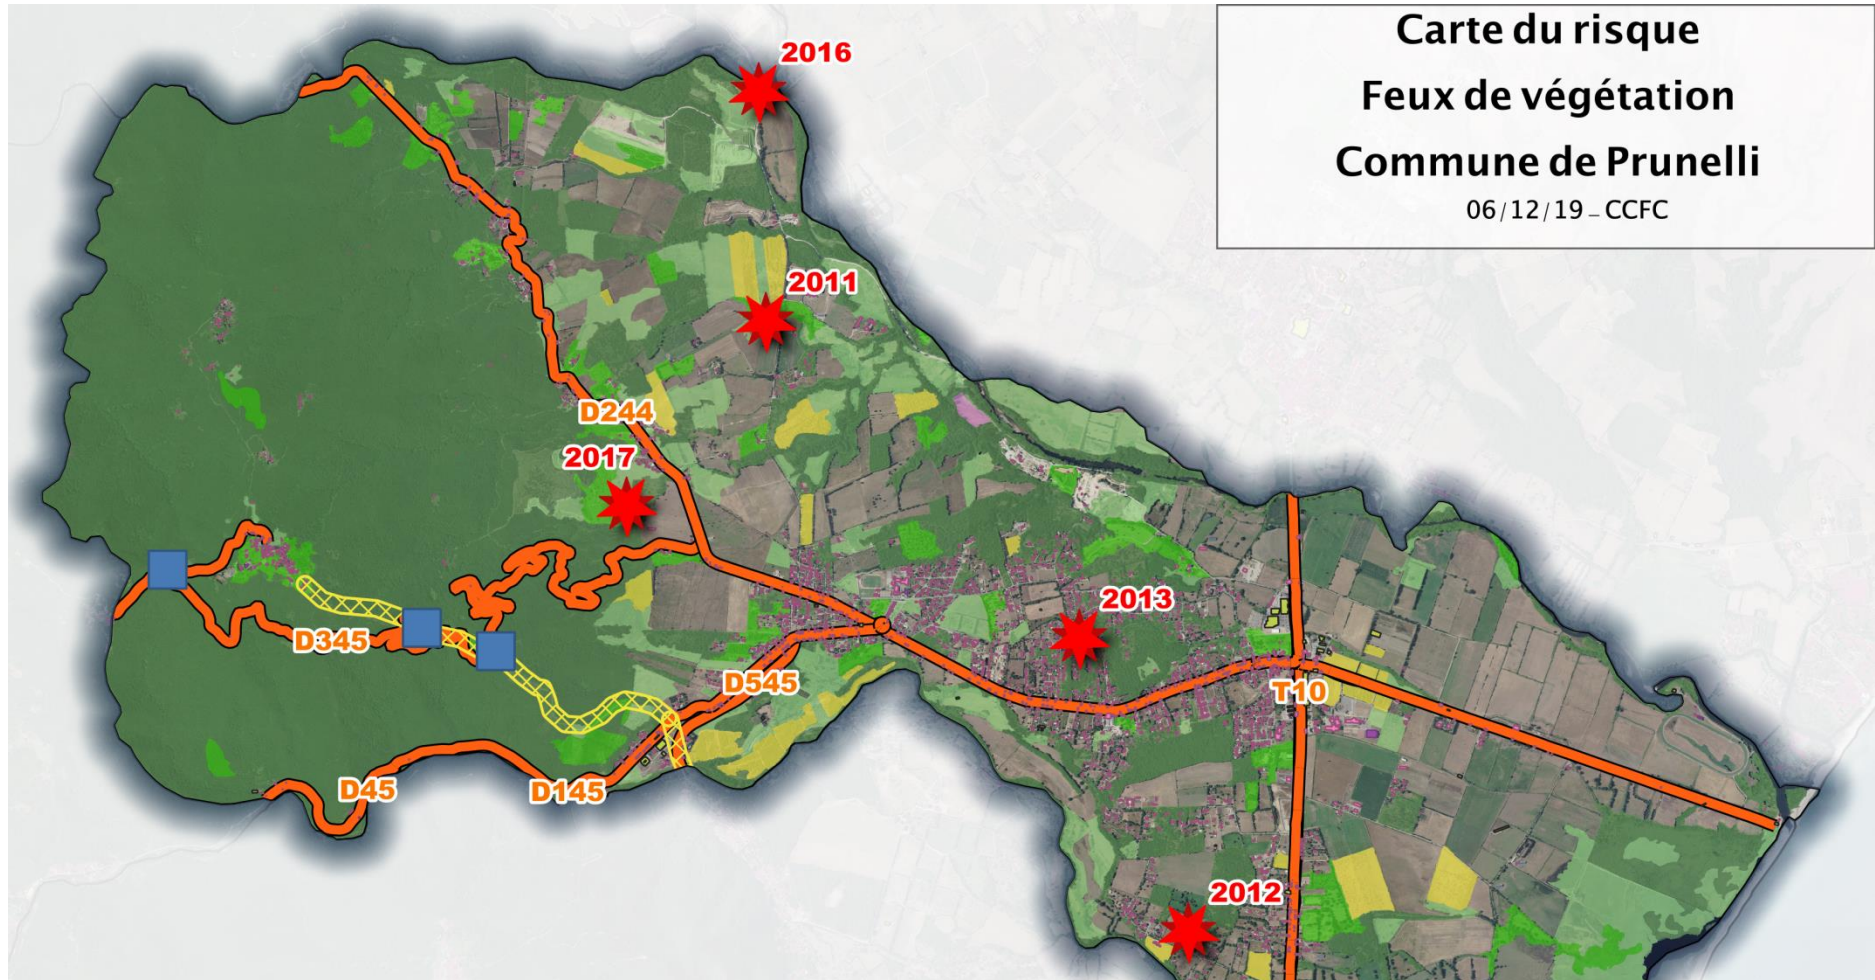 Carte du risque
Feux de végétation
Commune de Prunelli
06/12/19 – CCFC
2016
2011
D244
2017
2013
D345
D545
T10
D45
D145
2012